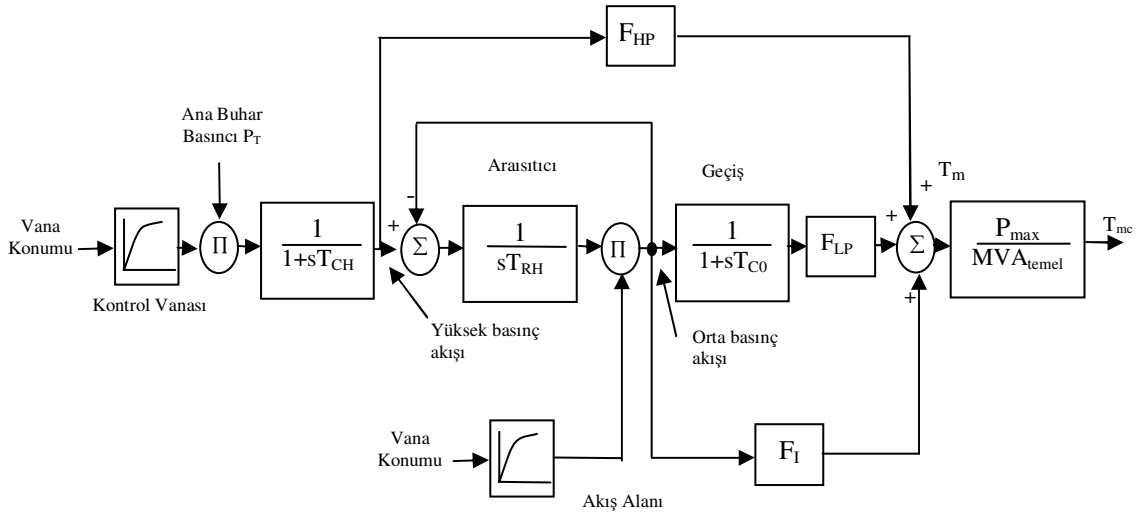 F_HP
Ana Buhar
Basıncı P_T
Araısıtıcı
Geçiş
T_m
-
+
+
+
+
Vana
Konumu
Π
1
1+sT_CH
Σ
1
sT_RH
Π
1
1+sT_C0
F_LP
Σ
P_max
MVA_temel
T_mc
Kontrol Vanası
Yüksek basınç
akışı
Orta basınç
akışı
Vana
Konumu
F_I
Akış Alanı